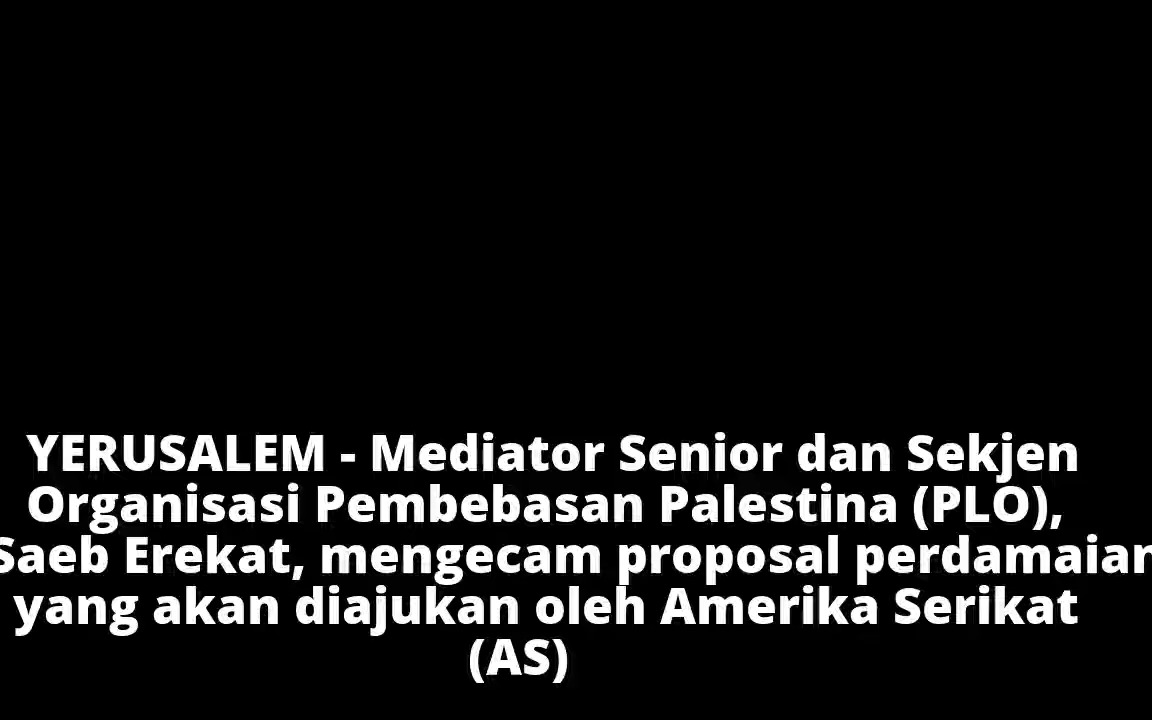 YERUSALEM - Mediator Senior dan Sekjen
Organisasi Pembebasan Palestina (PLO),
Saeb Erekat, mengecam proposal perdamaian
yang akan diajukan oleh Amerika Serikat
(AS)